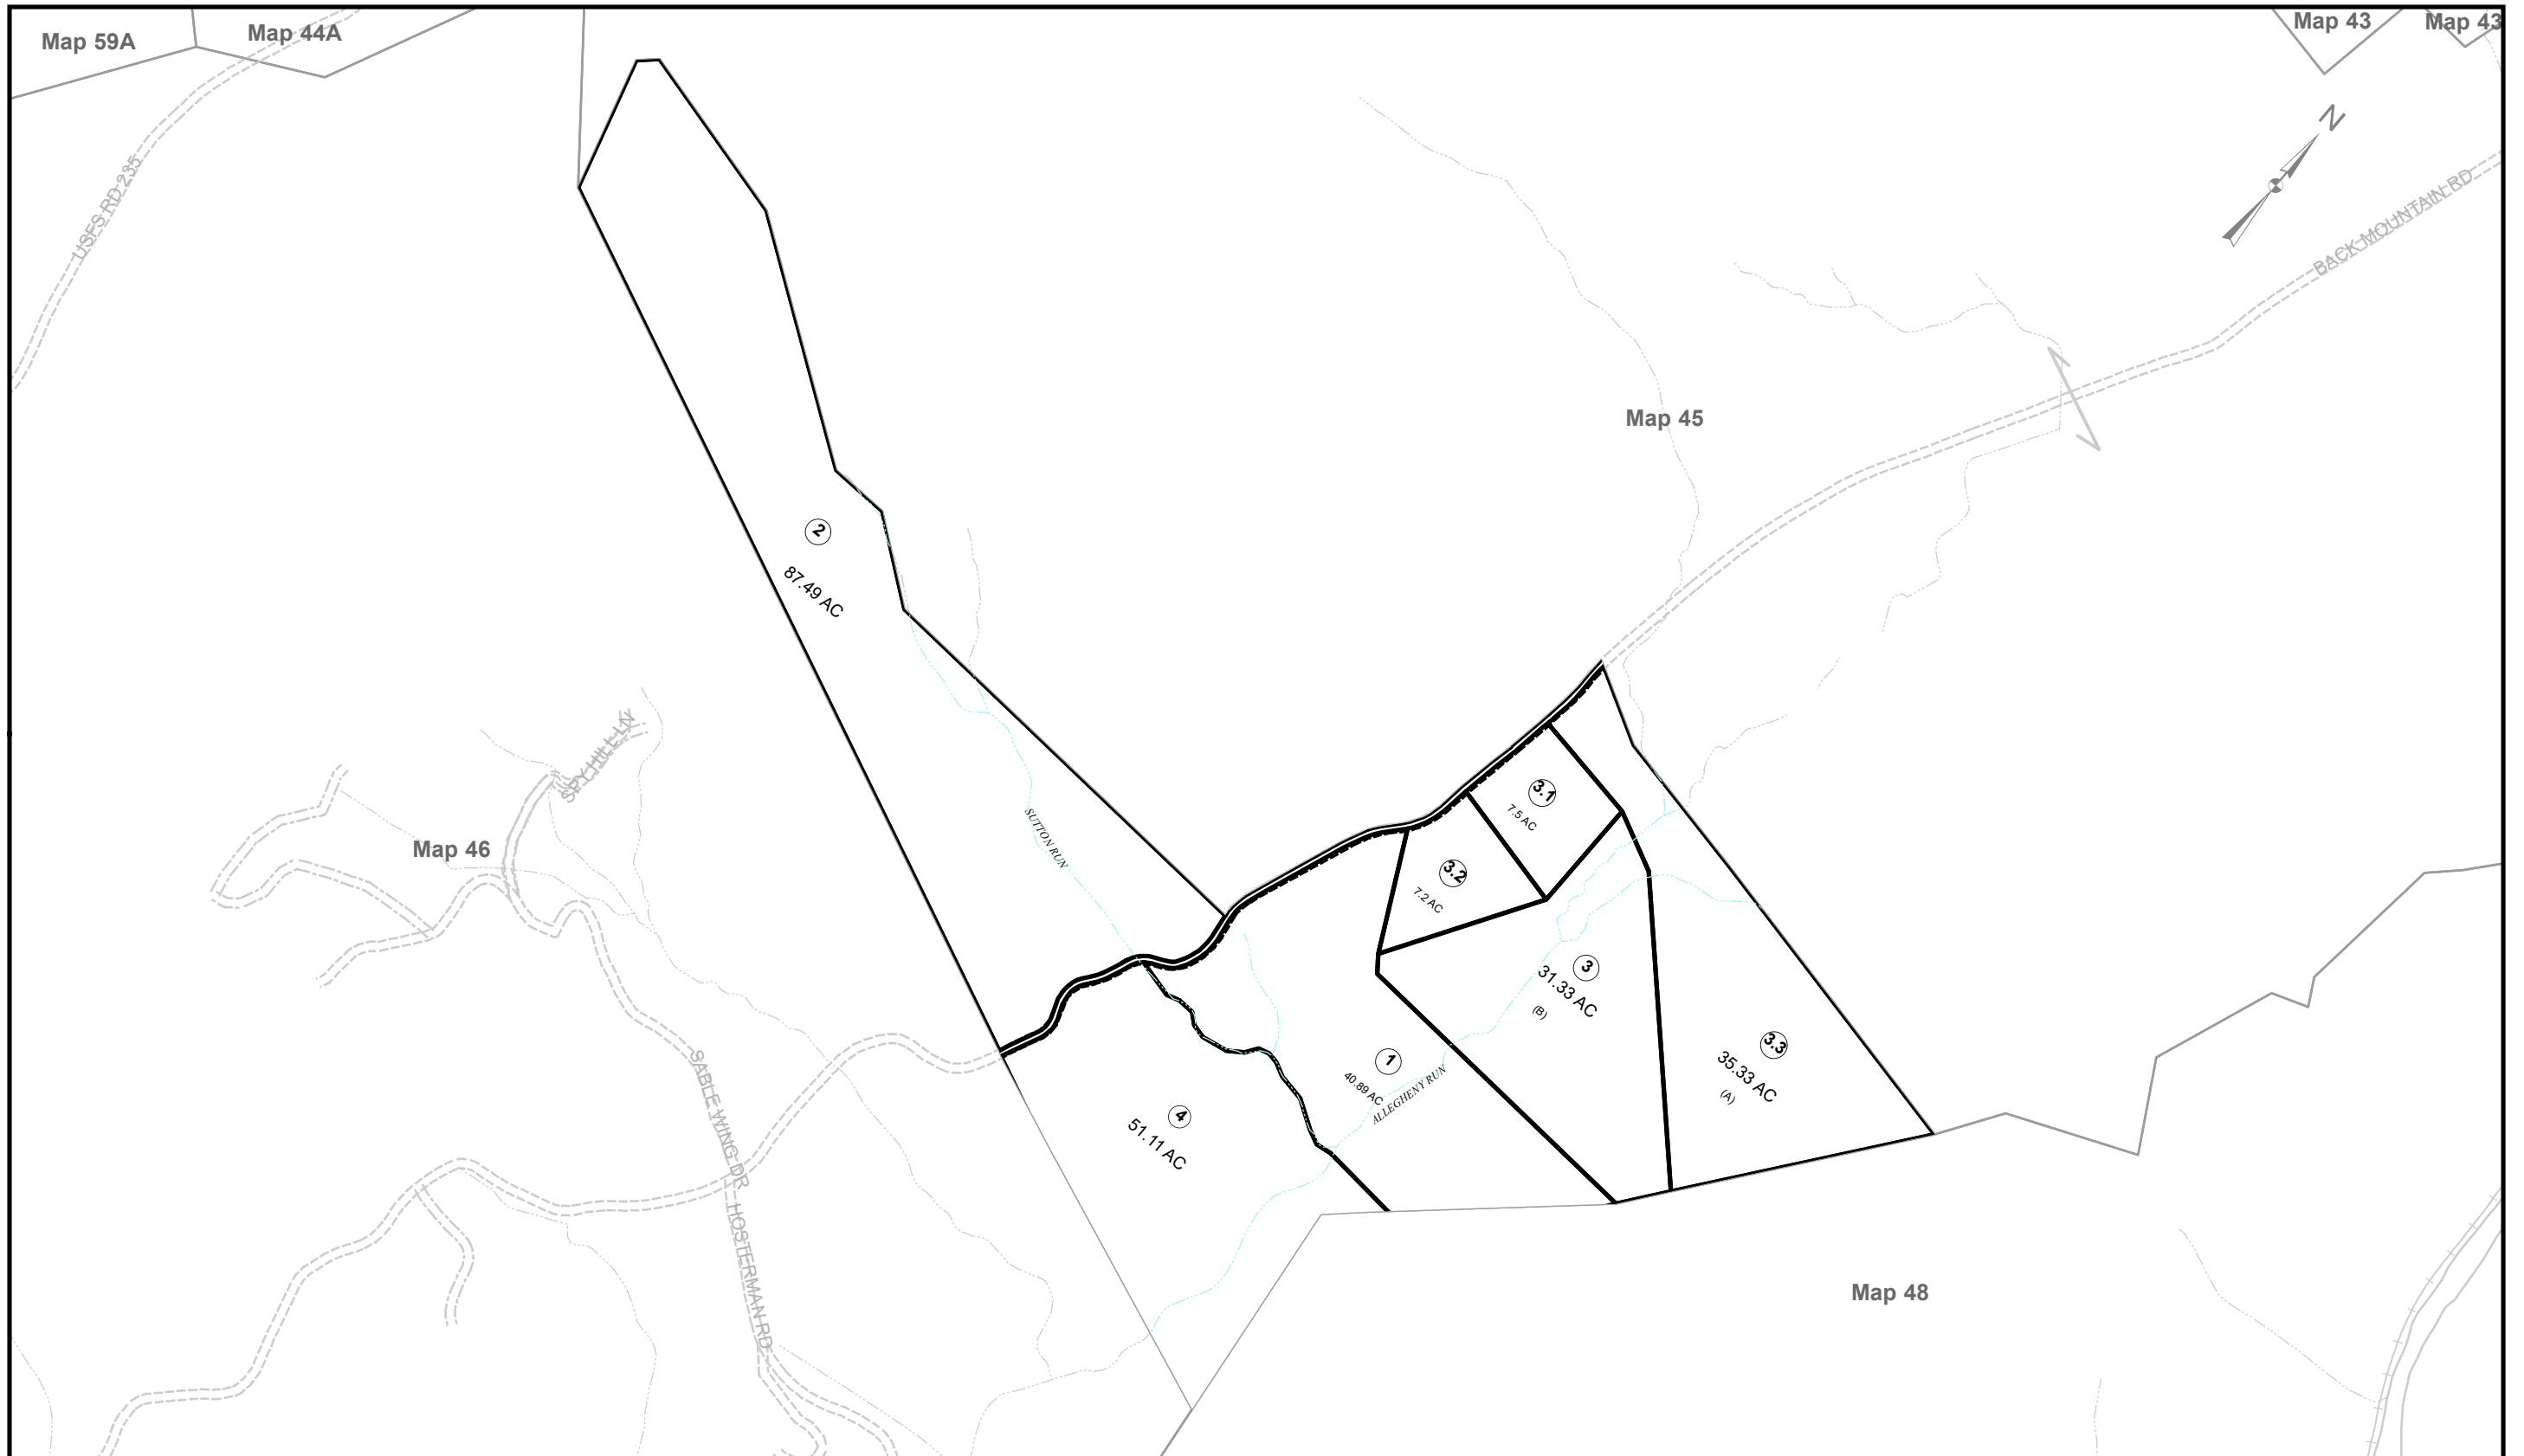 Map 59A
Map 44A
Map 43
Map 43
N
USFS RD 235
BACK MOUNTAIN RD
Map 45
2
87.49 AC
SPY HILL LN
SUTTON RUN
Map 46
3.1
7.5 AC
3.2
7.2 AC
3
31.33 AC
(B)
1
40.89 AC
ALLEGHENY RUN
3.3
35.33 AC
(A)
4
51.11 AC
SABLE WING DR
HOSTERMAN RD
Map 48